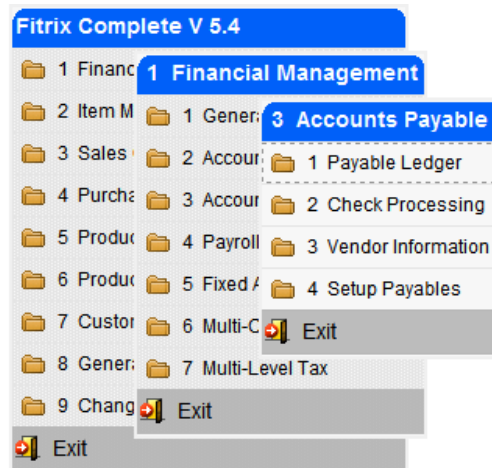 Fitrix Complete V 5.4
1 Financ
2 Item M
3 Sales
4 Purcha
5 Produc
6 Produc
7 Custor
8 Genera
9 Chang
Exit
1 Financial Management
1 Genera
2 Accour
3 Accour
4 Payroll
5 Fixed A
6 Multi-C
7 Multi-Level Tax
Exit
3 Accounts Payable
1 Payable Ledger
2 Check Processing
3 Vendor Information
4 Setup Payables
Exit